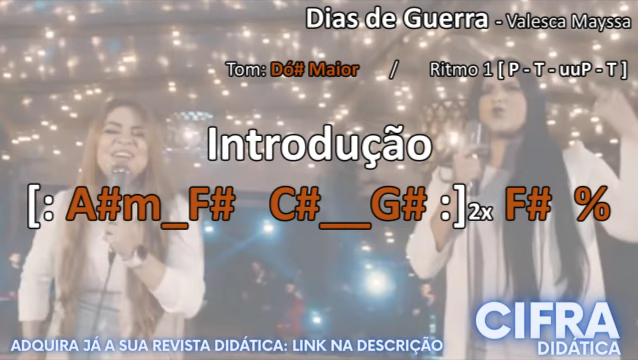 Dias de Guerra - Valesca Mayssa
Tom: Dó# Maior / Ritmo 1 [ P - T - uuP - T ]
Introdução
[: A#m_F# C#__G# :]2x F# %
CIFRA
DIDÁTICA
ADQUIRA JÁ A SUA REVISTA DIDÁTICA: LINK NA DESCRIÇÃO